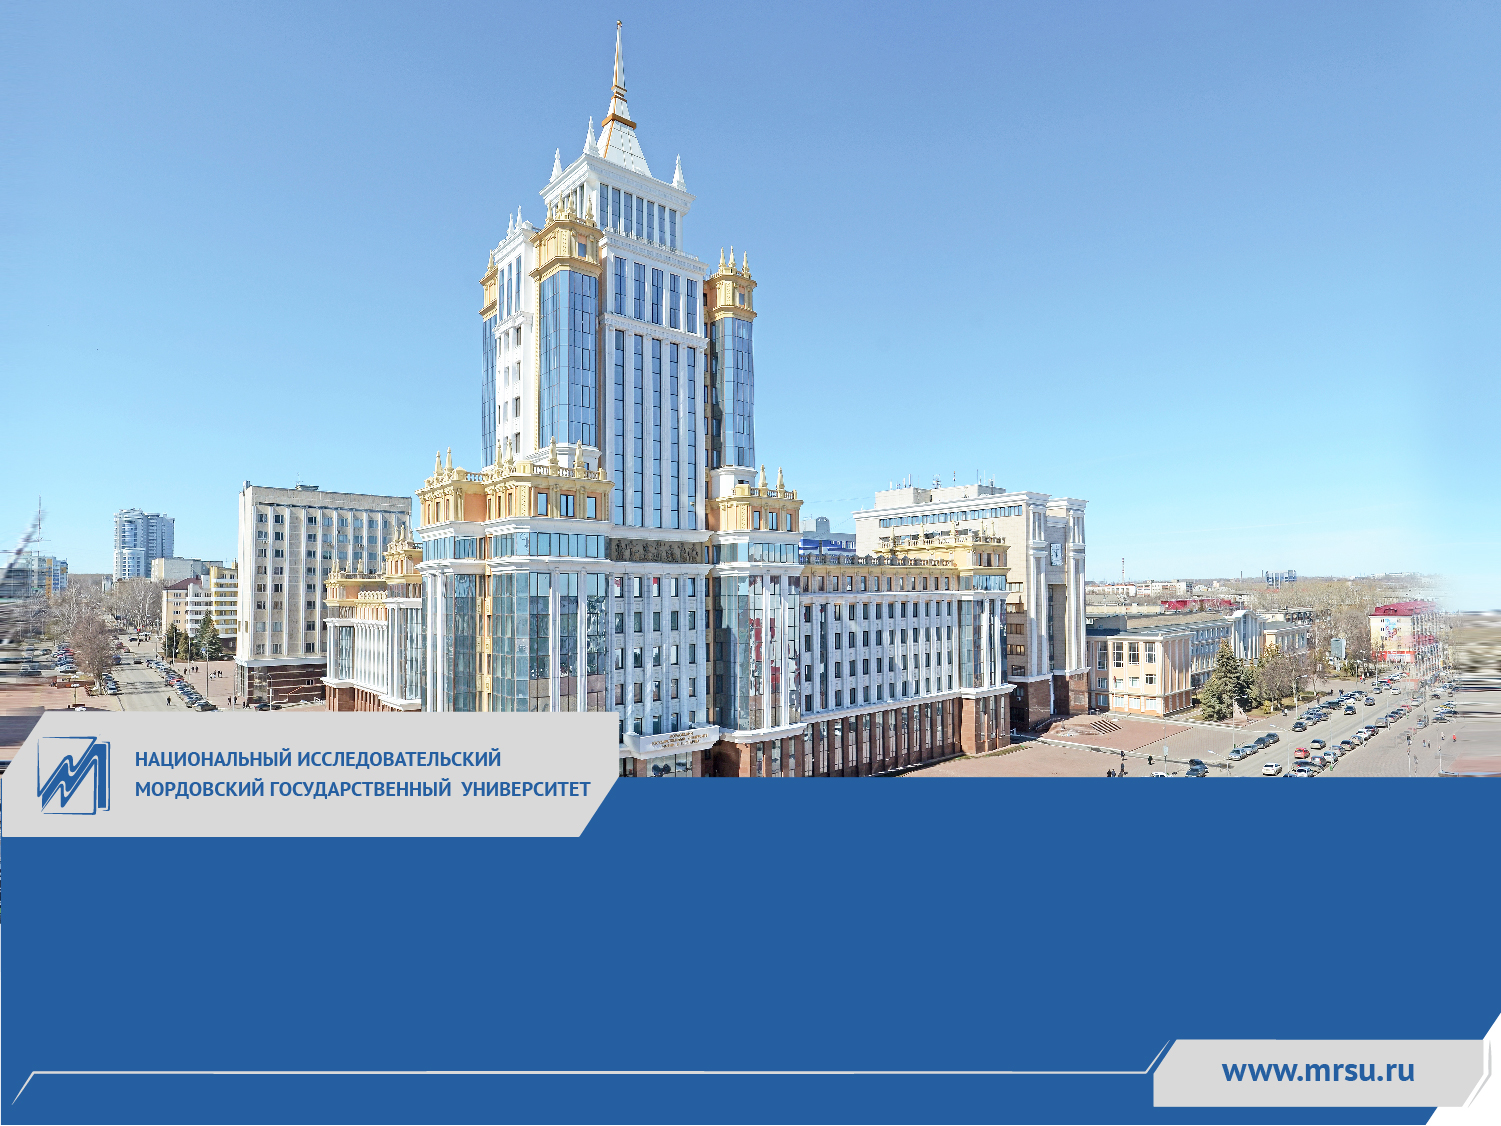 НАЦИОНАЛЬНЫЙ ИССЛЕДОВАТЕЛЬСКИЙ
МОРДОВСКИЙ ГОСУДАРСТВЕННЫЙ УНИВЕРСИТЕТ
www.mrsu.ru